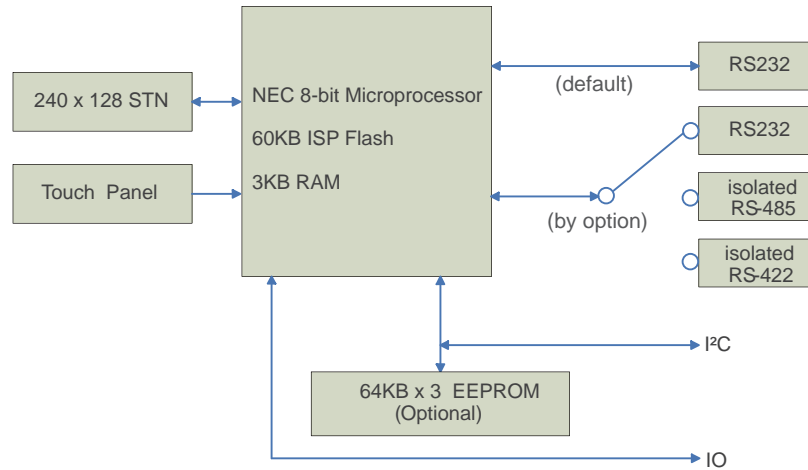 240 x 128 STN
Touch Panel
NEC 8-bit Microprocessor
60KB ISP Flash
3KB RAM
(default)
(by option)
RS232
RS232
isolated
RS-485
isolated
RS-422
I²C
64KB x 3 EEPROM
(Optional)
IO